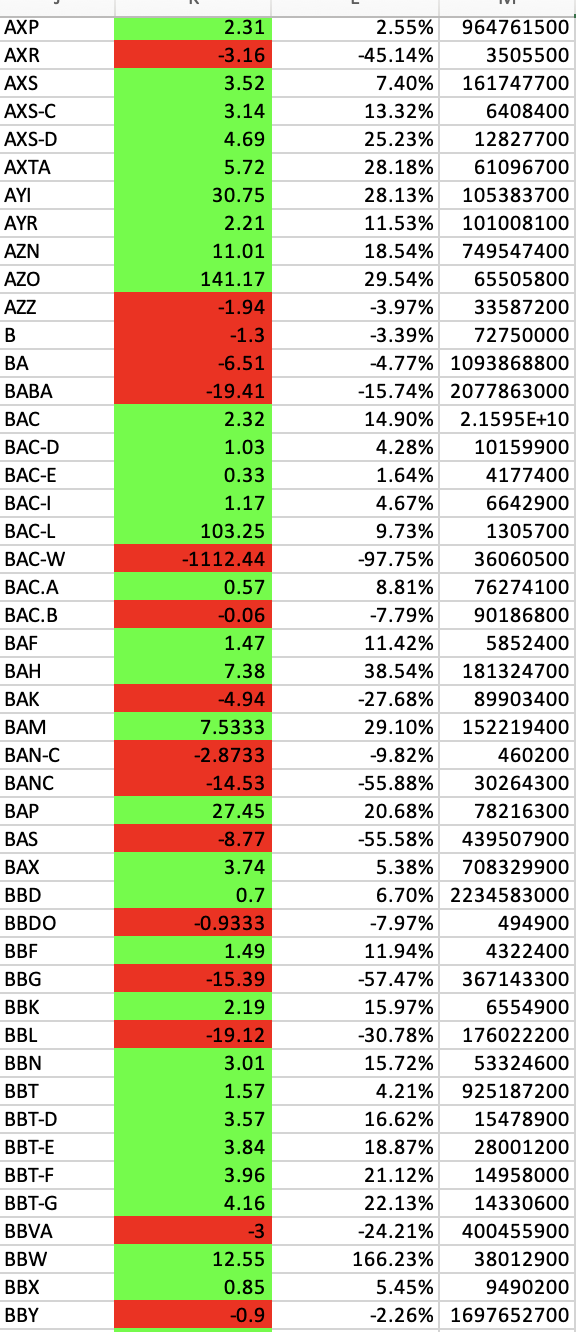 AXP 2.31 2.55% 964761500
AXR -3.16 -45.14% 3505500
AXS 3.52 7.40% 161747700
AXS-C 3.14 13.32% 6408400
AXS-D 4.69 25.23% 12827700
AXTA 5.72 28.18% 61096700
AYI 30.75 28.13% 105383700
AYR 2.21 11.53% 101008100
AZN 11.01 18.54% 749547400
AZO 141.17 29.54% 65505800
AZZ -1.94 -3.97% 33587200
B -1.3 -3.39% 72750000
BA -6.51 -4.77% 1093868800
BABA -19.41 -15.74% 2077863000
BAC 2.32 14.90% 2.1595E+10
BAC-D 1.03 4.28% 10159900
BAC-E 0.33 1.64% 4177400
BAC-I 1.17 4.67% 6642900
BAC-L 103.25 9.73% 1305700
BAC-W -1112.44 -97.75% 36060500
BAC.A 0.57 8.81% 76274100
BAC.B -0.06 -7.79% 90186800
BAF 1.47 11.42% 5852400
BAH 7.38 38.54% 181324700
BAK -4.94 -27.68% 89903400
BAM 7.5333 29.10% 152219400
BAN-C -2.8733 -9.82% 460200
BANC -14.53 -55.88% 30264300
BAP 27.45 20.68% 78216300
BAS -8.77 -55.58% 439507900
BAX 3.74 5.38% 708329900
BBD 0.7 6.70% 2234583000
BBDO -0.9333 -7.97% 494900
BBF 1.49 11.94% 4322400
BBG -15.39 -57.47% 367143300
BBK 2.19 15.97% 6554900
BBL -19.12 -30.78% 176022200
BBN 3.01 15.72% 53324600
BBT 1.57 4.21% 925187200
BBT-D 3.57 16.62% 15478900
BBT-E 3.84 18.87% 28001200
BBT-F 3.96 21.12% 14958000
BBT-G 4.16 22.13% 14330600
BBVA -3 -24.21% 400455900
BBW 12.55 166.23% 38012900
BBX 0.85 5.45% 9490200
BBY -0.9 -2.26% 1697652700